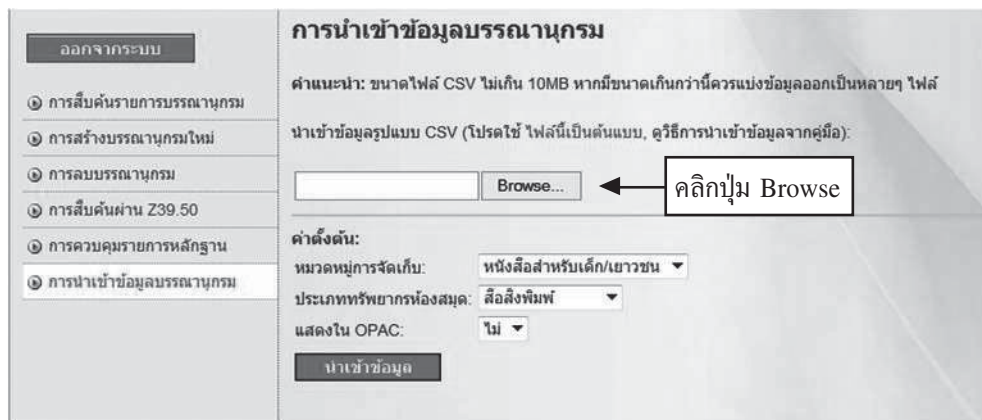 ออกจากระบบ
การสืบค้นรายการบรรณานุกรม
การสร้างบรรณานุกรมใหม่
การลบบรรณานุกรม
การสืบค้นผ่าน Z39.50
การควบคุมรายการหลักฐาน
การนำเข้าข้อมูลบรรณานุกรม
การนำเข้าข้อมูลบรรณานุกรม
คำแนะนำ: ขนาดไฟล์ CSV ไม่เกิน 10MB หากมีขนาดเกินกว่านี้ควรแบ่งข้อมูลออกเป็นหลายๆ ไฟล์
นำเข้าข้อมูลรูปแบบ CSV (โปรดใช้ ไฟล์นี้เป็นต้นแบบ, ดูวิธีการนำเข้าข้อมูลจากคู่มือ):
Browse...
คลิกปุ่ม Browse
ค่าตั้งต้น:
หมวดหมู่การจัดเก็บ: หนังสือสำหรับเด็ก/เยาวชน
ประเภททรัพยากรห้องสมุด: สื่อสิ่งพิมพ์
แสดงใน OPAC: ไม่
นำเข้าข้อมูล